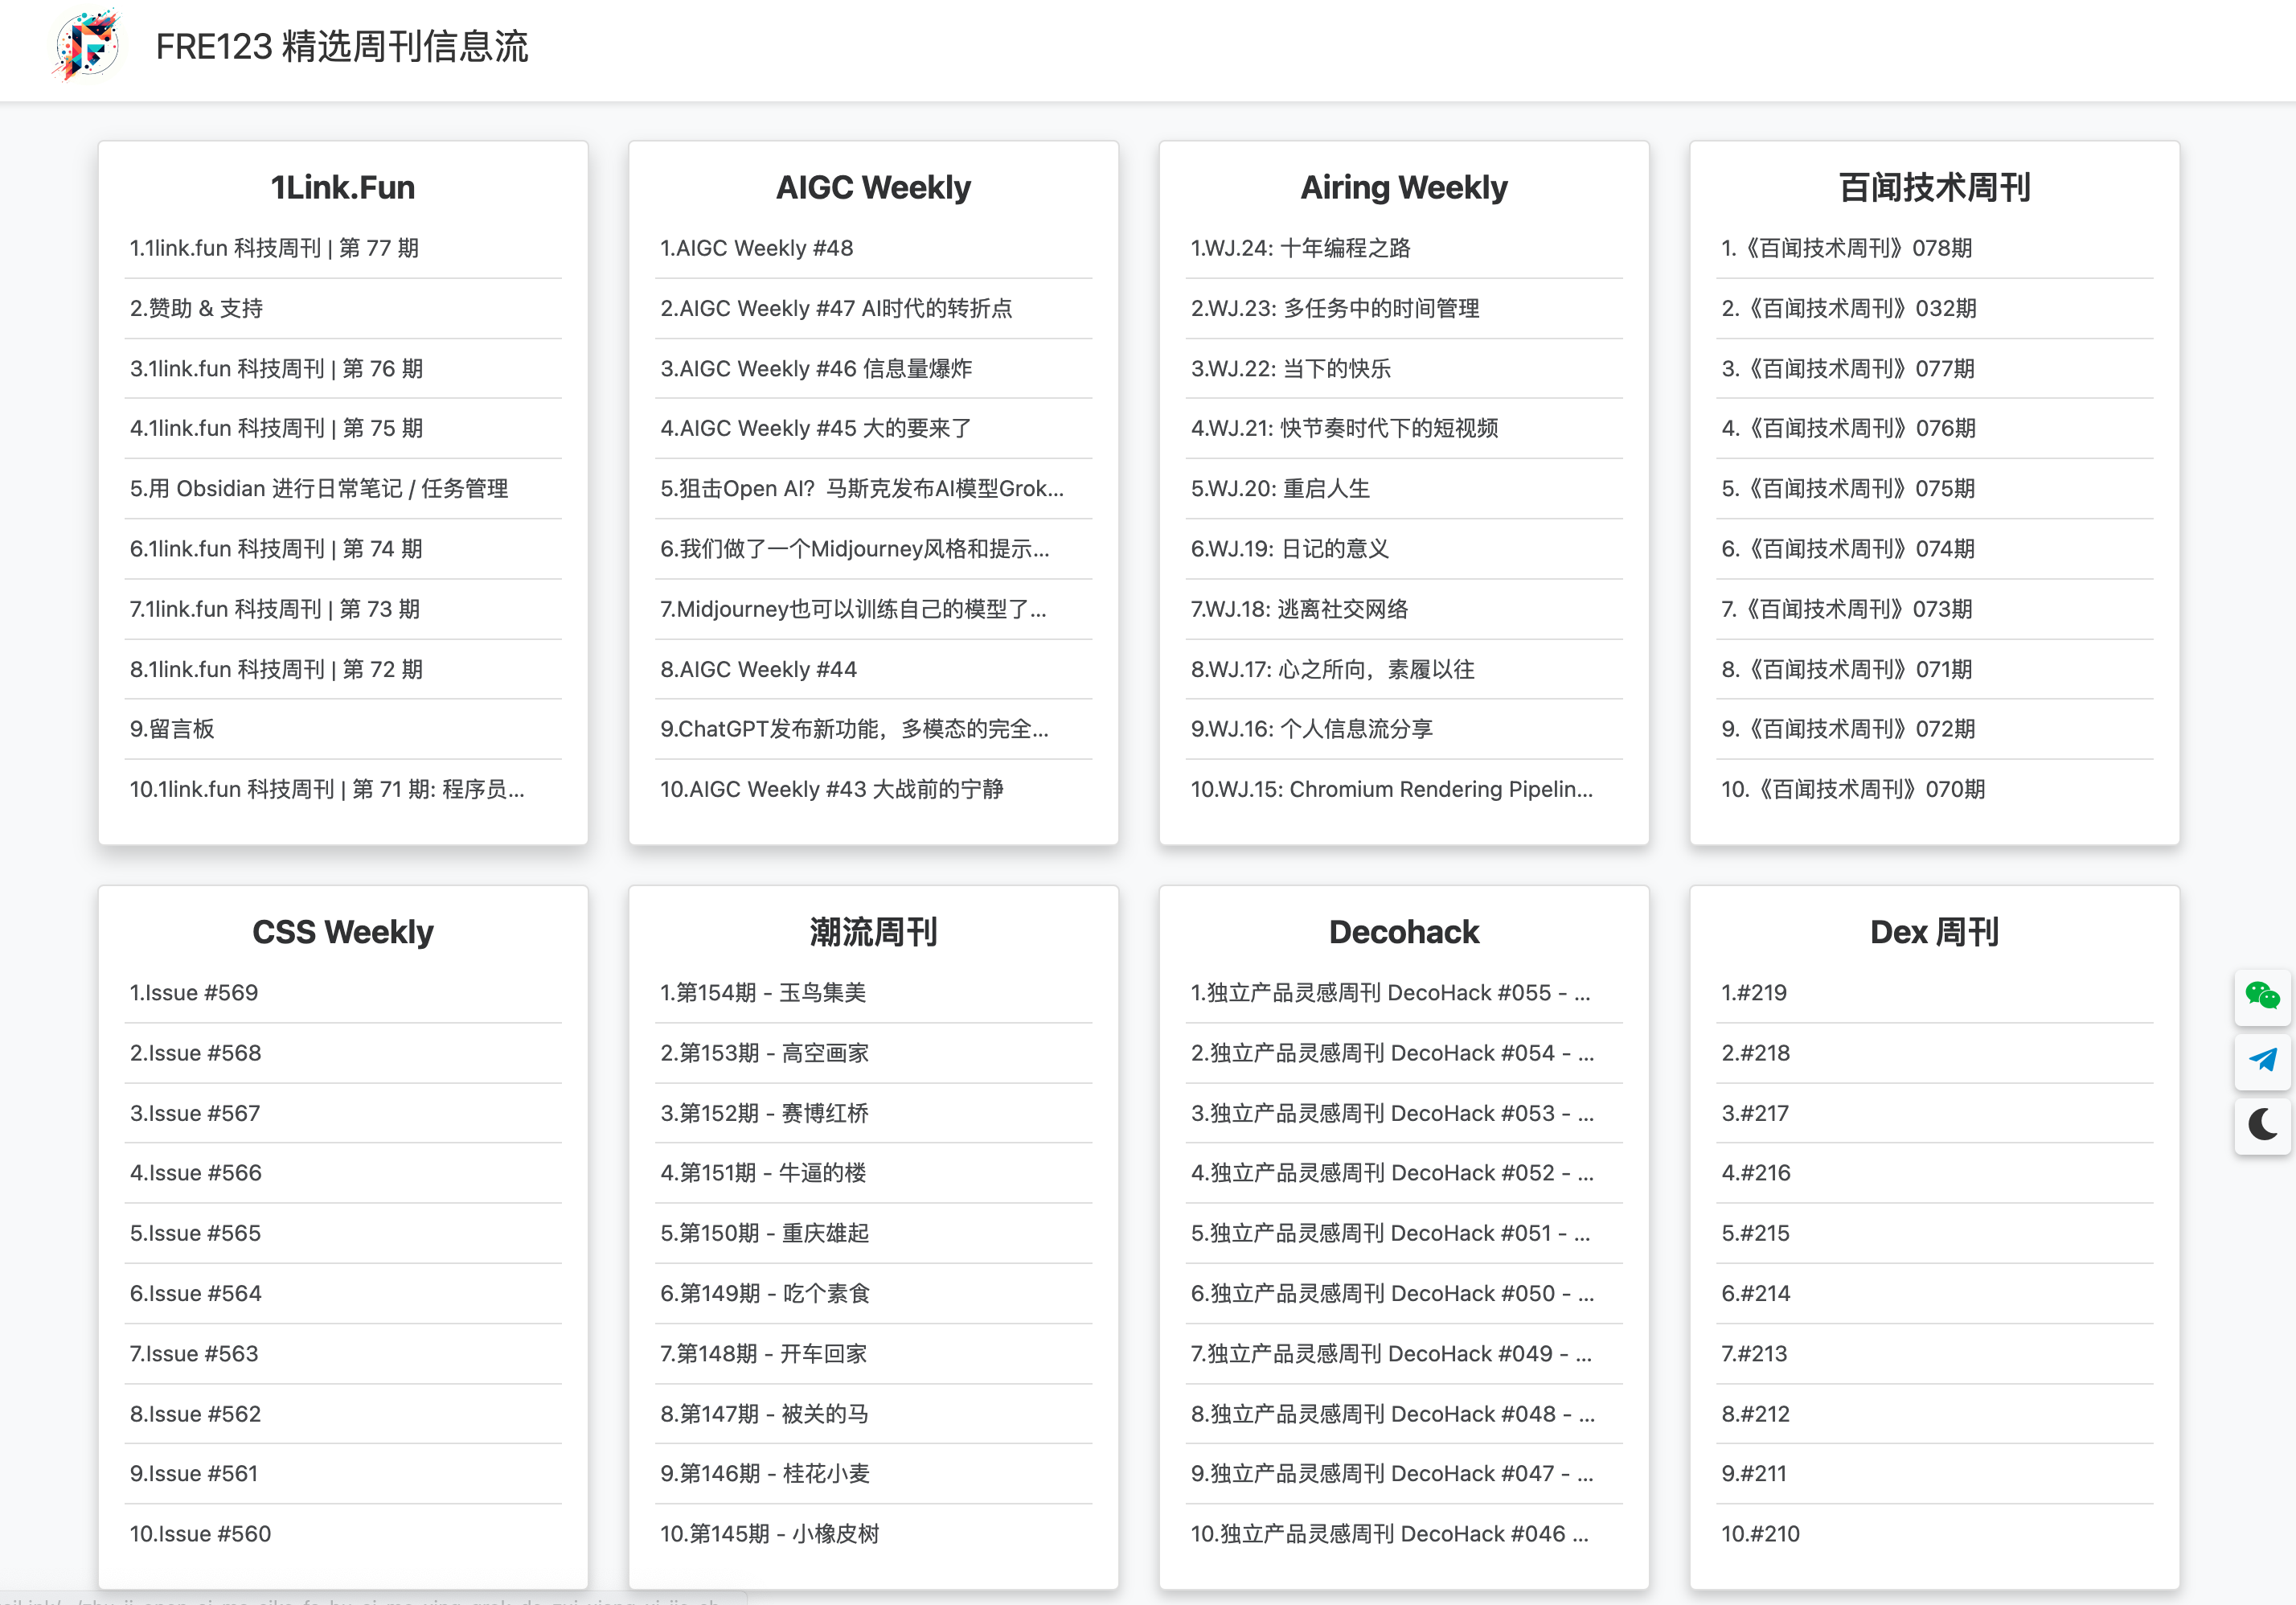 FRE123 精选周刊信息流
1Link.Fun
1.1link.fun 科技周刊 | 第 77 期
2.赞助 & 支持
3.1link.fun 科技周刊 | 第 76 期
4.1link.fun 科技周刊 | 第 75 期
5.用 Obsidian 进行日常笔记 / 任务管理
6.1link.fun 科技周刊 | 第 74 期
7.1link.fun 科技周刊 | 第 73 期
8.1link.fun 科技周刊 | 第 72 期
9.留言板
10.1link.fun 科技周刊 | 第 71 期: 程序员...
AIGC Weekly
1.AIGC Weekly #48
2.AIGC Weekly #47 AI时代的转折点
3.AIGC Weekly #46 信息量爆炸
4.AIGC Weekly #45 大的要来了
5.狙击Open AI？马斯克发布AI模型Grok...
6.我们做了一个Midjourney风格和提示...
7.Midjourney也可以训练自己的模型了...
8.AIGC Weekly #44
9.ChatGPT发布新功能，多模态的完全...
10.AIGC Weekly #43 大战前的宁静
Airing Weekly
1.WJ.24: 十年编程之路
2.WJ.23: 多任务中的时间管理
3.WJ.22: 当下的快乐
4.WJ.21: 快节奏时代下的短视频
5.WJ.20: 重启人生
6.WJ.19: 日记的意义
7.WJ.18: 逃离社交网络
8.WJ.17: 心之所向，素履以往
9.WJ.16: 个人信息流分享
10.WJ.15: Chromium Rendering Pipelin...
百闻技术周刊
1.《百闻技术周刊》078期
2.《百闻技术周刊》032期
3.《百闻技术周刊》077期
4.《百闻技术周刊》076期
5.《百闻技术周刊》075期
6.《百闻技术周刊》074期
7.《百闻技术周刊》073期
8.《百闻技术周刊》071期
9.《百闻技术周刊》072期
10.《百闻技术周刊》070期
CSS Weekly
1.Issue #569
2.Issue #568
3.Issue #567
4.Issue #566
5.Issue #565
6.Issue #564
7.Issue #563
8.Issue #562
9.Issue #561
10.Issue #560
潮流周刊
1.第154期 - 玉鸟集美
2.第153期 - 高空画家
3.第152期 - 赛博红桥
4.第151期 - 牛逼的楼
5.第150期 - 重庆雄起
6.第149期 - 吃个素食
7.第148期 - 开车回家
8.第147期 - 被关的马
9.第146期 - 桂花小麦
10.第145期 - 小橡皮树
Decohack
1.独立产品灵感周刊 DecoHack #055 - ...
2.独立产品灵感周刊 DecoHack #054 - ...
3.独立产品灵感周刊 DecoHack #053 - ...
4.独立产品灵感周刊 DecoHack #052 - ...
5.独立产品灵感周刊 DecoHack #051 - ...
6.独立产品灵感周刊 DecoHack #050 - ...
7.独立产品灵感周刊 DecoHack #049 - ...
8.独立产品灵感周刊 DecoHack #048 - ...
9.独立产品灵感周刊 DecoHack #047 - ...
10.独立产品灵感周刊 DecoHack #046 ...
Dex 周刊
1.#219
2.#218
3.#217
4.#216
5.#215
6.#214
7.#213
8.#212
9.#211
10.#210